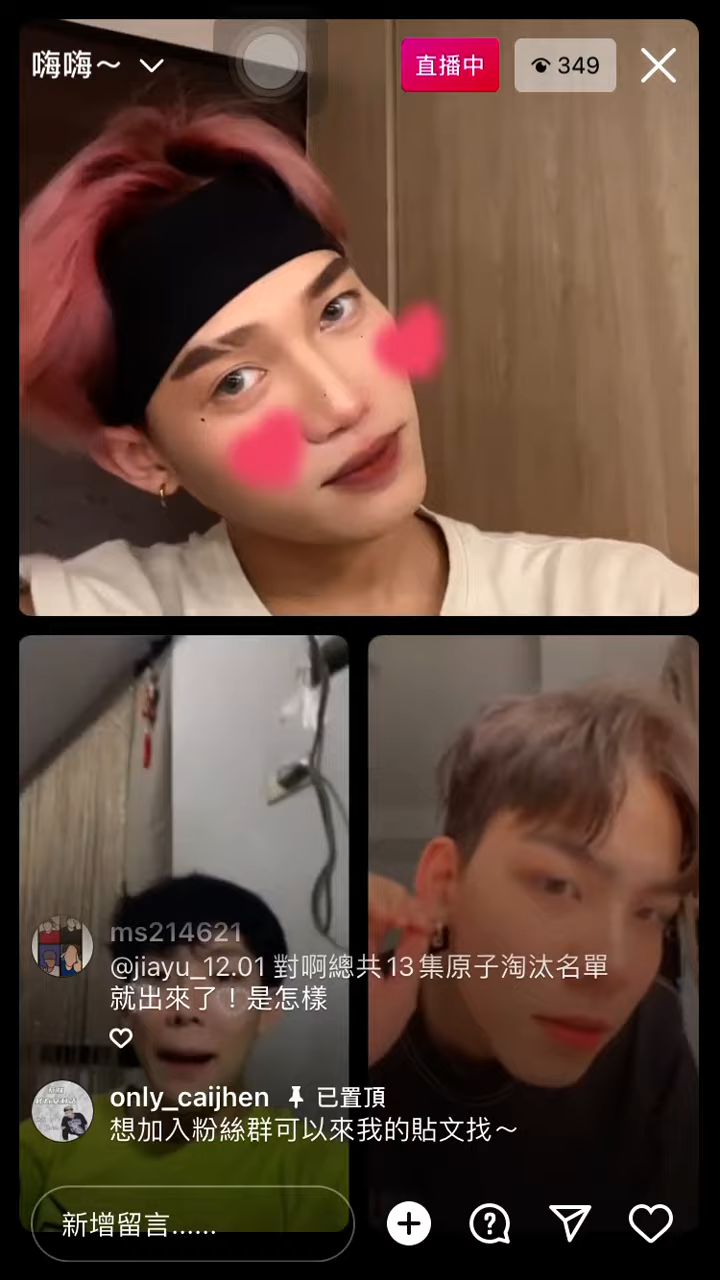 嗨嗨~
直播中
349
ms214621
@jiayu_12.01 對啊總共13集原子淘汰名單
就出來了！是怎樣
only_caijhen 已置頂
想加入粉絲群可以來我的貼文找~
新增留言......